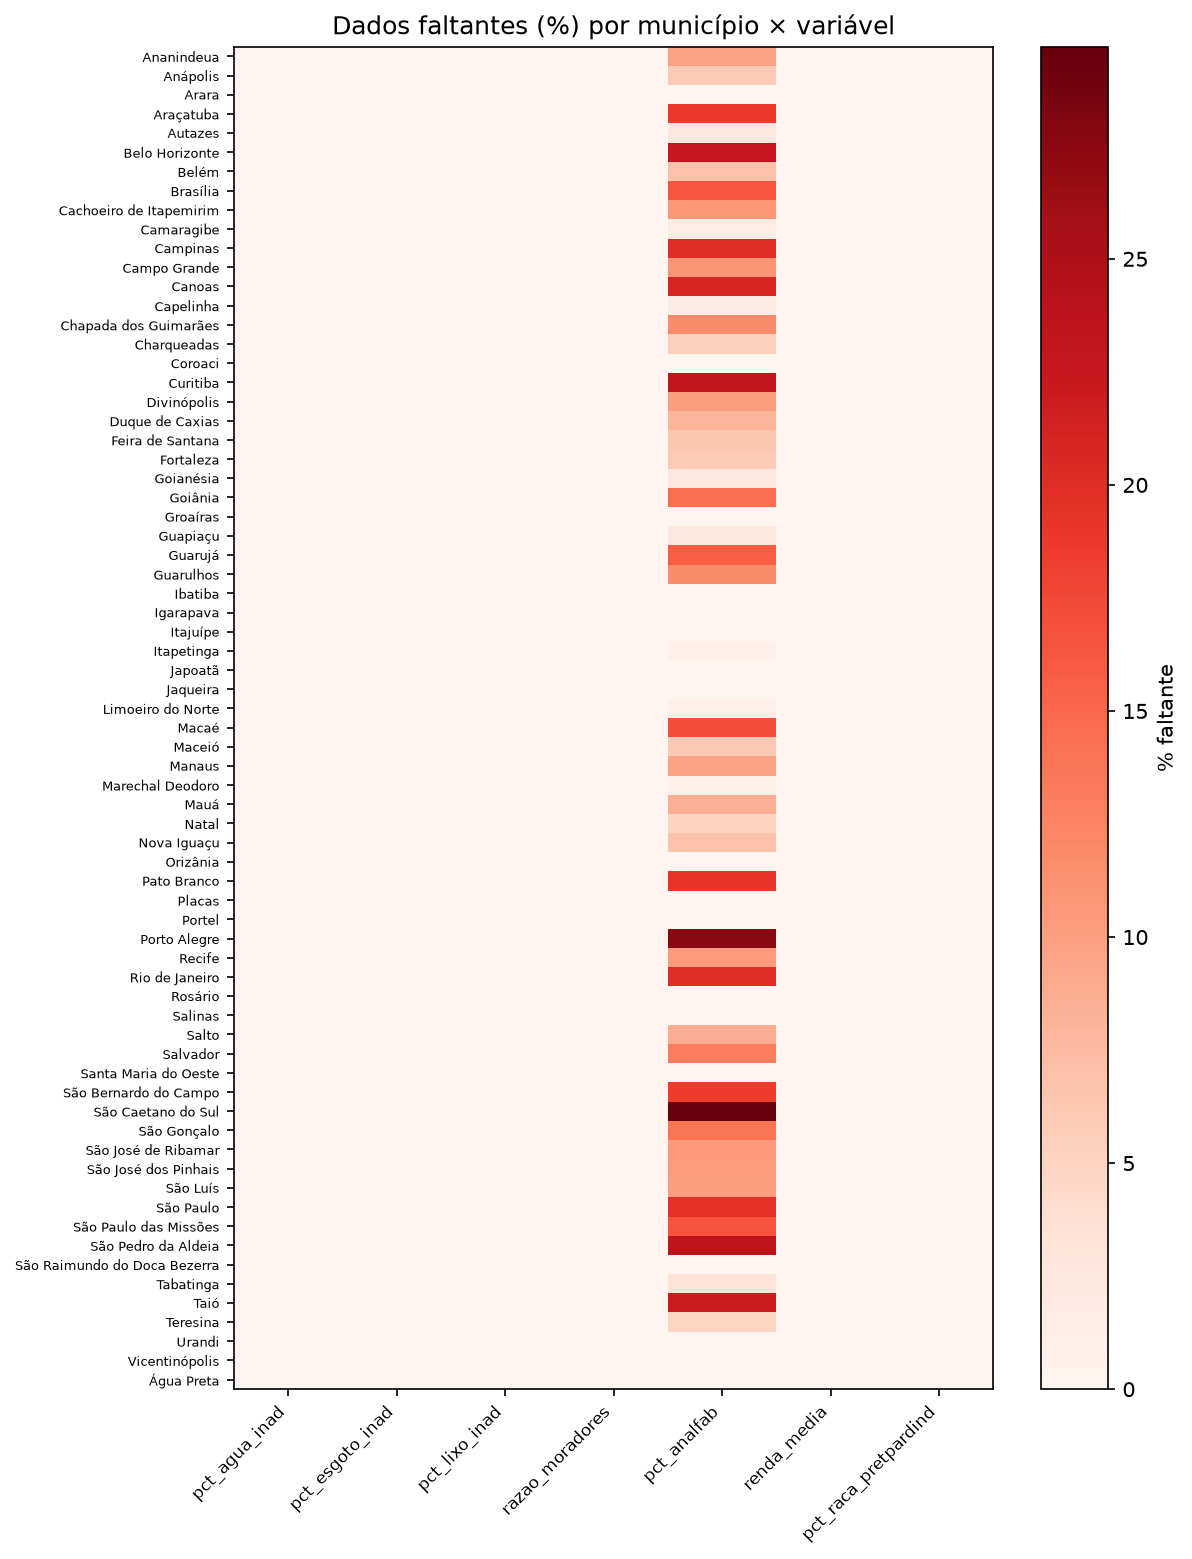 Dados faltantes (%) por município × variável
Ananindeua
Anápolis
Arara
Araçatuba
Autazes
Belo Horizonte
Belém
Brasília
Cachoeiro de Itapemirim
Camaragibe
Campinas
Campo Grande
Canoas
Capelinha
Chapada dos Guimarães
Charqueadas
Coroaci
Curitiba
Divinópolis
Duque de Caxias
Feira de Santana
Fortaleza
Goianésia
Goiânia
Groaíras
Guapiaçu
Guarujá
Guarulhos
Ibatiba
Igarapava
Itajuípe
Itapetinga
Japoatã
Jaqueira
Limoeiro do Norte
Macaé
Maceió
Manaus
Marechal Deodoro
Mauá
Natal
Nova Iguaçu
Orizânia
Pato Branco
Placas
Portel
Porto Alegre
Recife
Rio de Janeiro
Rosário
Salinas
Salto
Salvador
Santa Maria do Oeste
São Bernardo do Campo
São Caetano do Sul
São Gonçalo
São José de Ribamar
São José dos Pinhais
São Luís
São Paulo
São Paulo das Missões
São Pedro da Aldeia
São Raimundo do Doca Bezerra
Tabatinga
Taió
Teresina
Urandi
Vicentinópolis
Água Preta
pct_agua_inad
pct_esgoto_inad
pct_lixo_inad
razao_moradores
pct_analfab
renda_media
pct_raca_pretpardind
25
20
15
10
5
0
% faltante